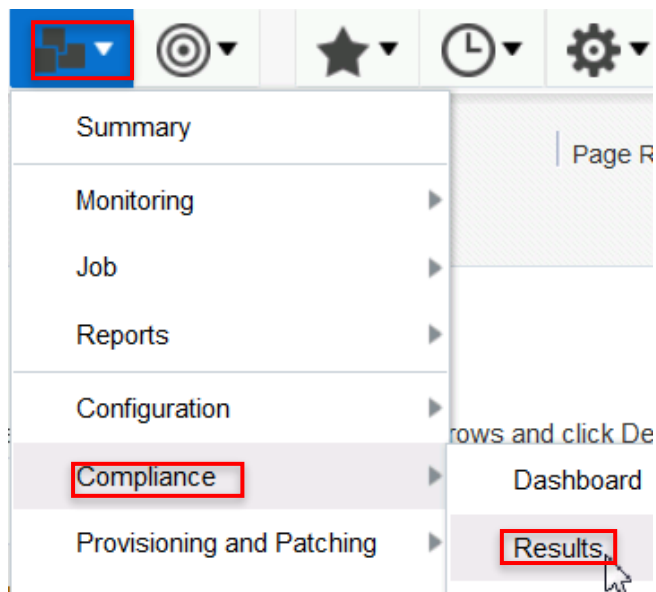 Summary
Page R
Monitoring
Job
Reports
Configuration
rows and click De
Compliance
Dashboard
Provisioning and Patching
Results